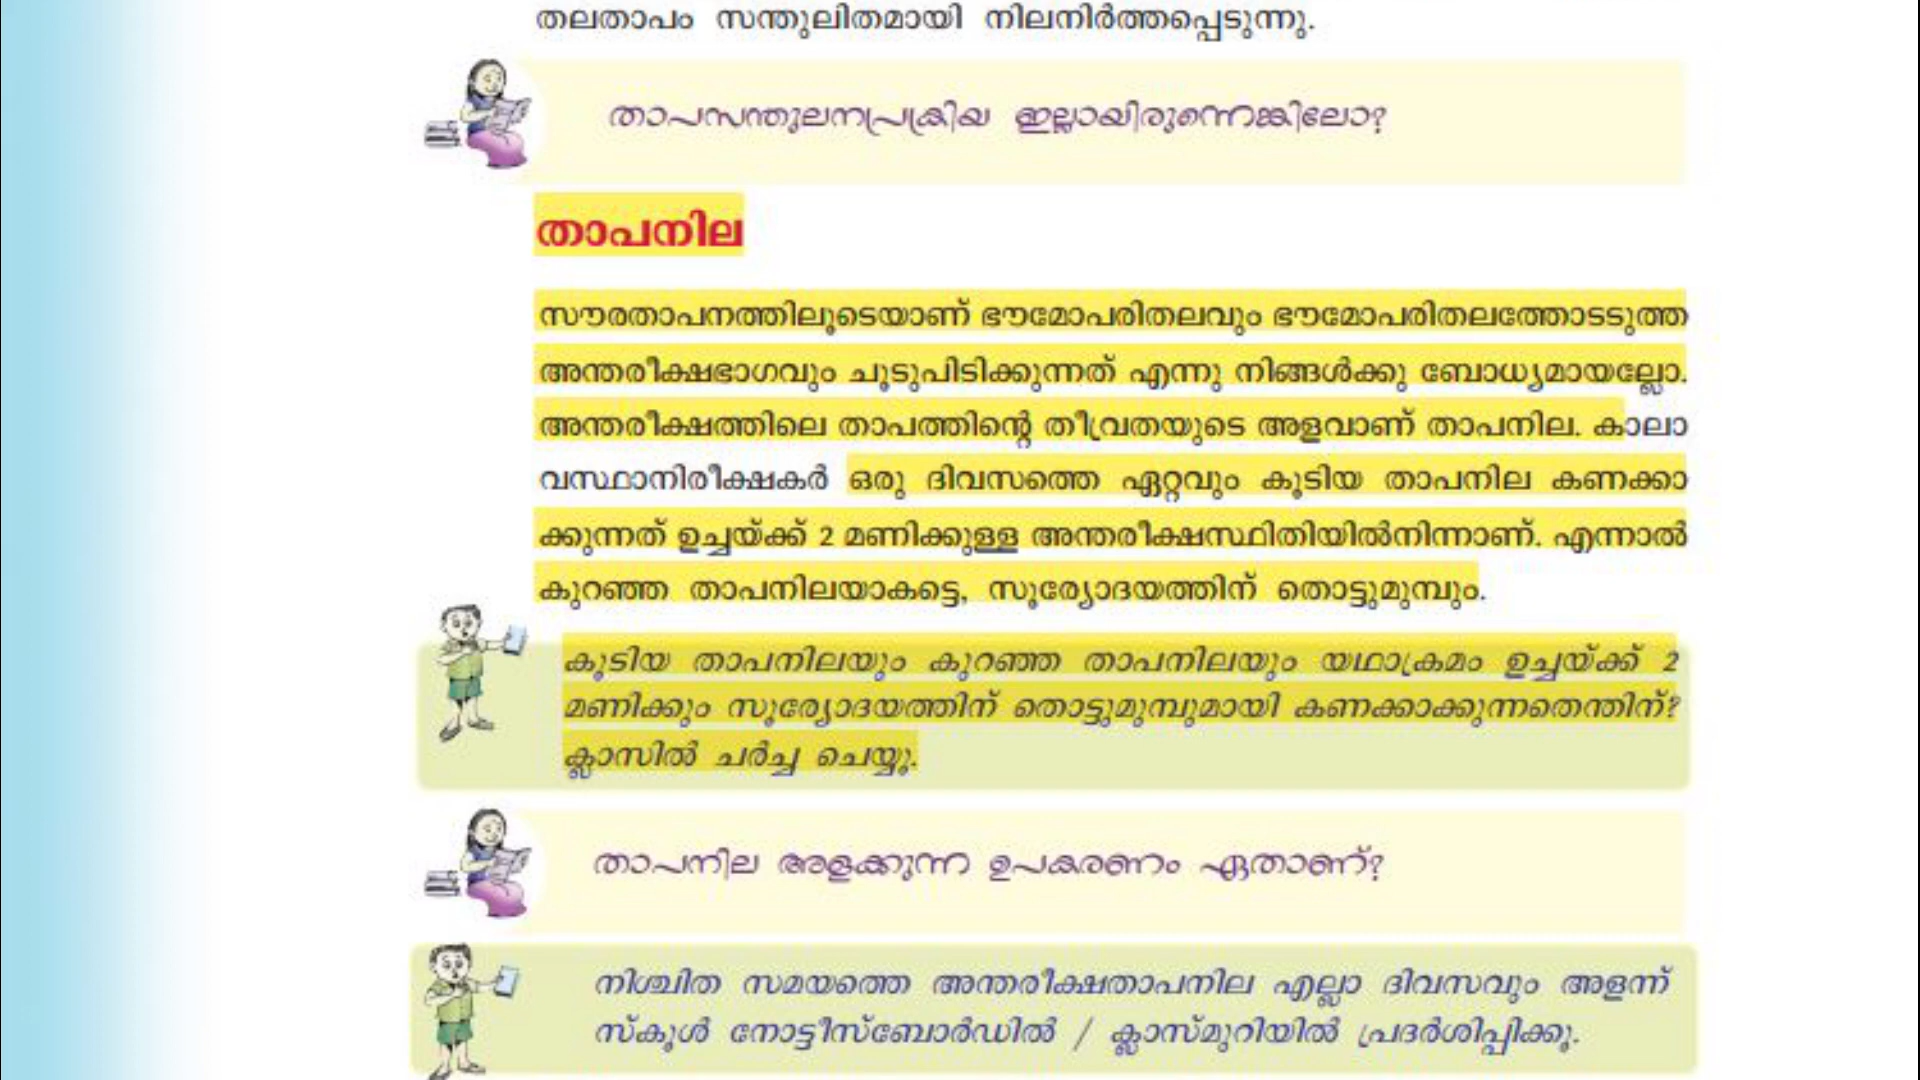 തലതാപം സന്തുലിതമായി നിലനിർത്തപ്പെടുന്നു.
താപസന്തുലനപ്രക്രിയ ഇല്ലായിരുന്നെങ്കിലോ?
താപനില
സൗരതാപനത്തിലൂടെയാണ് ഭൗമോപരിതലവും ഭൗമോപരിതലത്തോടടുത്ത
അന്തരീക്ഷഭാഗവും ചൂടുപിടിക്കുന്നത് എന്നു നിങ്ങൾക്കു ബോധ്യമായല്ലോ.
അന്തരീക്ഷത്തിലെ താപത്തിന്റെ തീവ്രതയുടെ അളവാണ് താപനില. കാലാ
വസ്ഥാനിരീക്ഷകർ ഒരു ദിവസത്തെ ഏറ്റവും കൂടിയ താപനില കണക്കാ
ക്കുന്നത് ഉച്ചയ്ക്ക് 2 മണിക്കുള്ള അന്തരീക്ഷസ്ഥിതിയിൽനിന്നാണ്. എന്നാൽ
കുറഞ്ഞ താപനിലയാകട്ടെ, സൂര്യോദയത്തിന് തൊട്ടുമുമ്പും.
കൂടിയ താപനിലയും കുറഞ്ഞ താപനിലയും യഥാക്രമം ഉച്ചയ്ക്ക് 2
മണിക്കും സൂര്യോദയത്തിന് തൊട്ടുമുമ്പുമായി കണക്കാക്കുന്നതെന്തിന്?
ക്ലാസിൽ ചർച്ച ചെയ്യൂ.
താപനില അളക്കുന്ന ഉപകരണം ഏതാണ്?
നിശ്ചിത സമയത്തെ അന്തരീക്ഷതാപനില എല്ലാ ദിവസവും അളന്ന്
സ്കൂൾ നോട്ടീസ്ബോർഡിൽ / ക്ലാസ്മുറിയിൽ പ്രദർശിപ്പിക്കൂ.